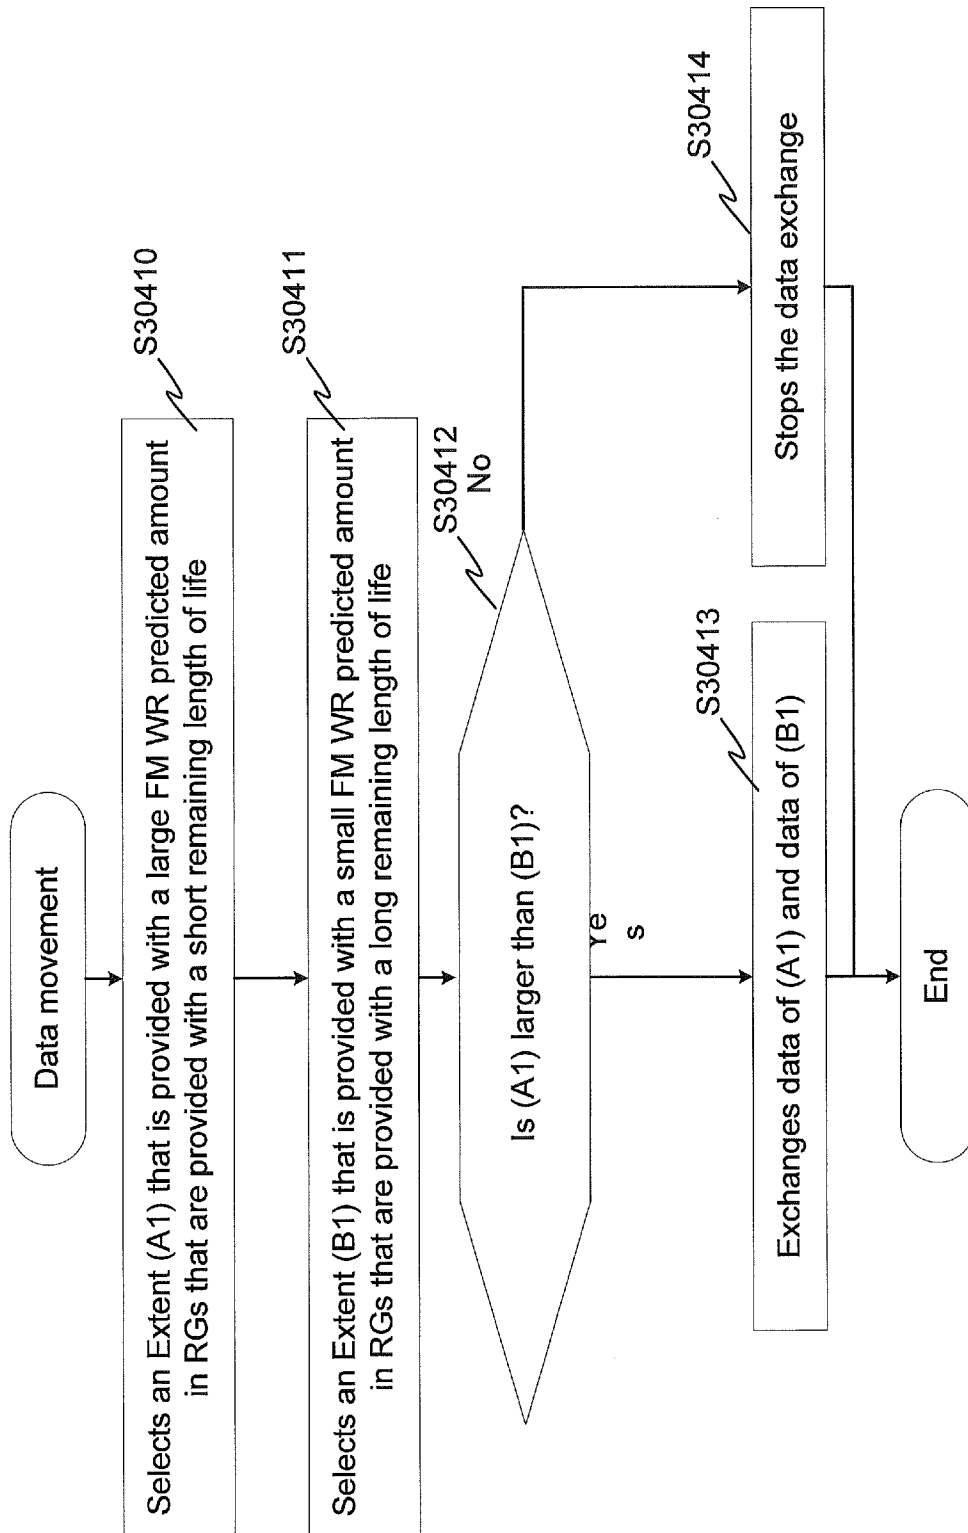 Data movement
S30410
Selects an Extent (A1) that is provided with a large FM WR predicted amount
in RGs that are provided with a short remaining length of life
S30411
Selects an Extent (B1) that is provided with a small FM WR predicted amount
in RGs that are provided with a long remaining length of life
S30412
No
Is (A1) larger than (B1)?
Ye
s
S30413
Exchanges data of (A1) and data of (B1)
S30414
Stops the data exchange
End